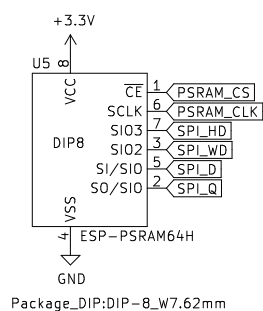 +3.3V
U5 8
VCC
CE 1 PSRAM_CS
SCLK 6 PSRAM_CLK
DIP8 SIO3 7 SPI_HD
SIO2 3 SPI_WD
SI/SIO 5 SPI_D
SO/SIO 2 SPI_Q
VSS
4 ESP-PSRAM64H
GND
Package_DIP:DIP-8_W7.62mm